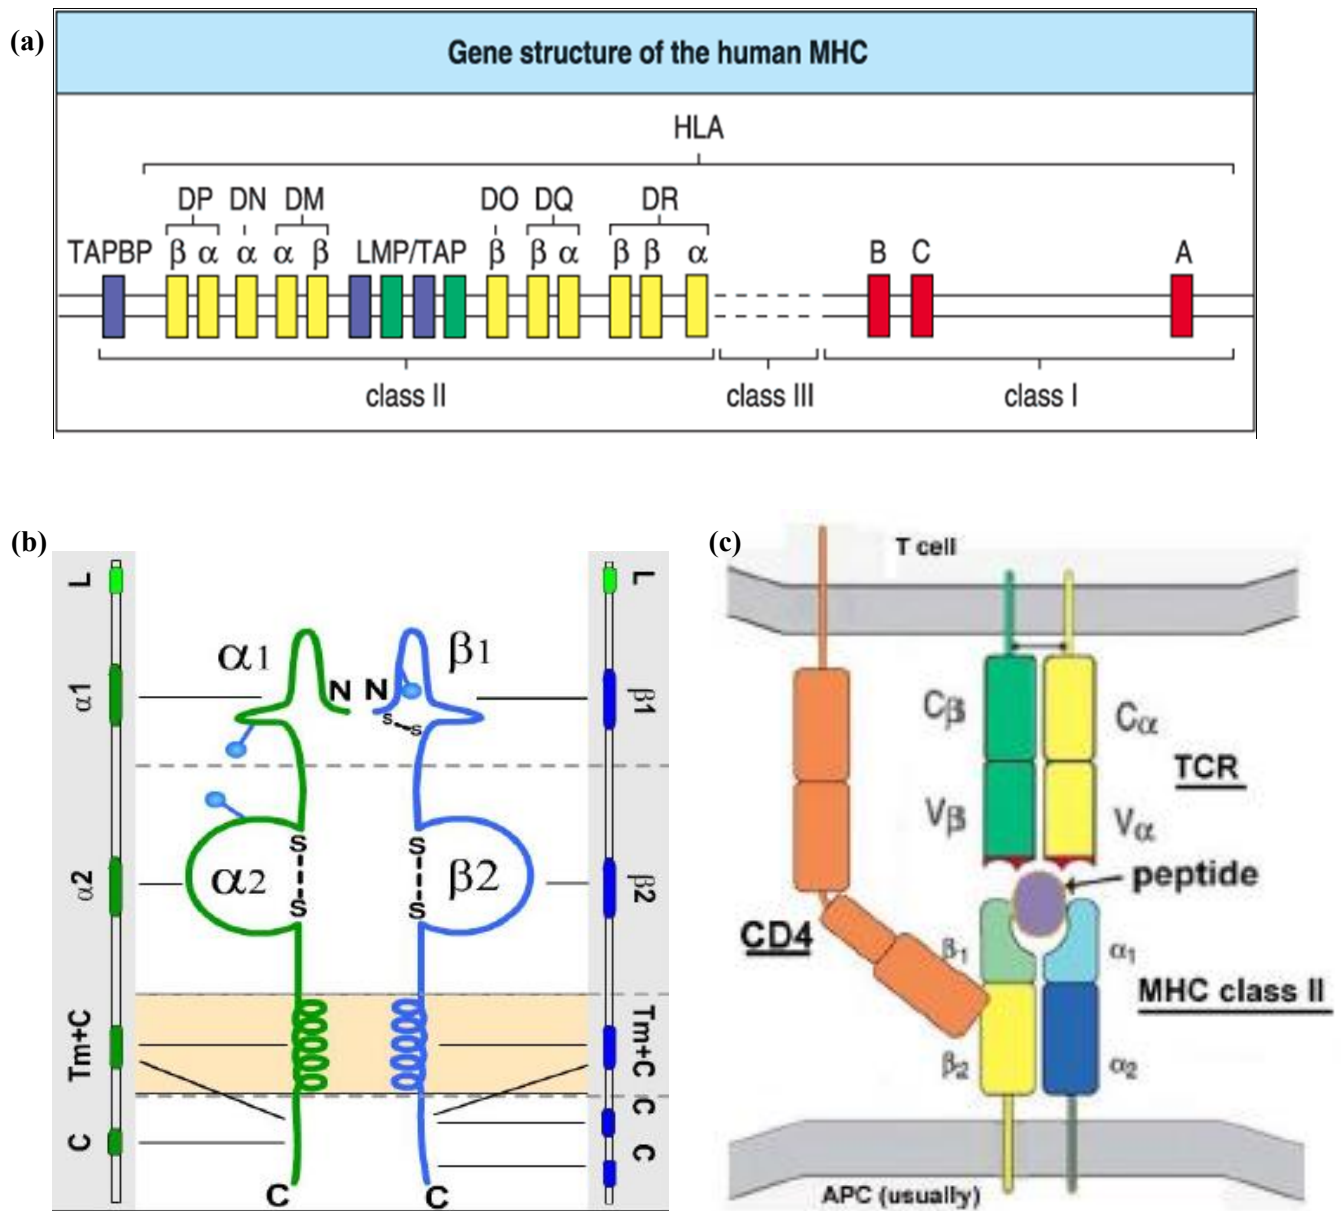 (a)
Gene structure of the human MHC
HLA
DP DN DM DO DQ DR
TAPBP β α α α β LMP/TAP β β α β β α B C A
class II class III class I
(b)
L
α1
α2
Tm+C
C
α1
β1
N N
S S
α2
S
S
β2
S
S
C
C
L
β1
β2
Tm+C
C
C
(c)
T cell
Cβ Cα
TCR
Vβ Vα
peptide
CD4
β1 α1
MHC class II
β2 α2
APC (usually)